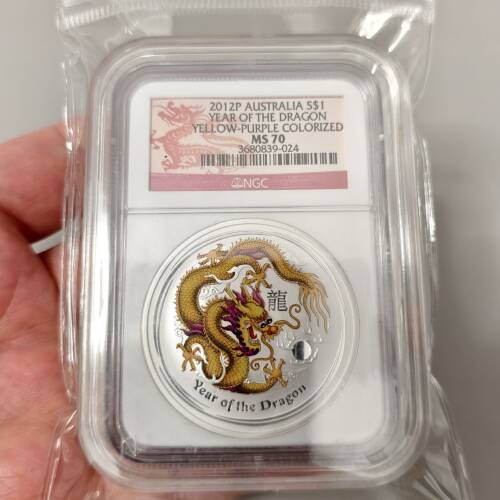 2012P AUSTRALIA S$1
YEAR OF THE DRAGON
YELLOW-PURPLE COLORIZED
MS 70
3680839-024
NGC
龍
Year of the Dragon